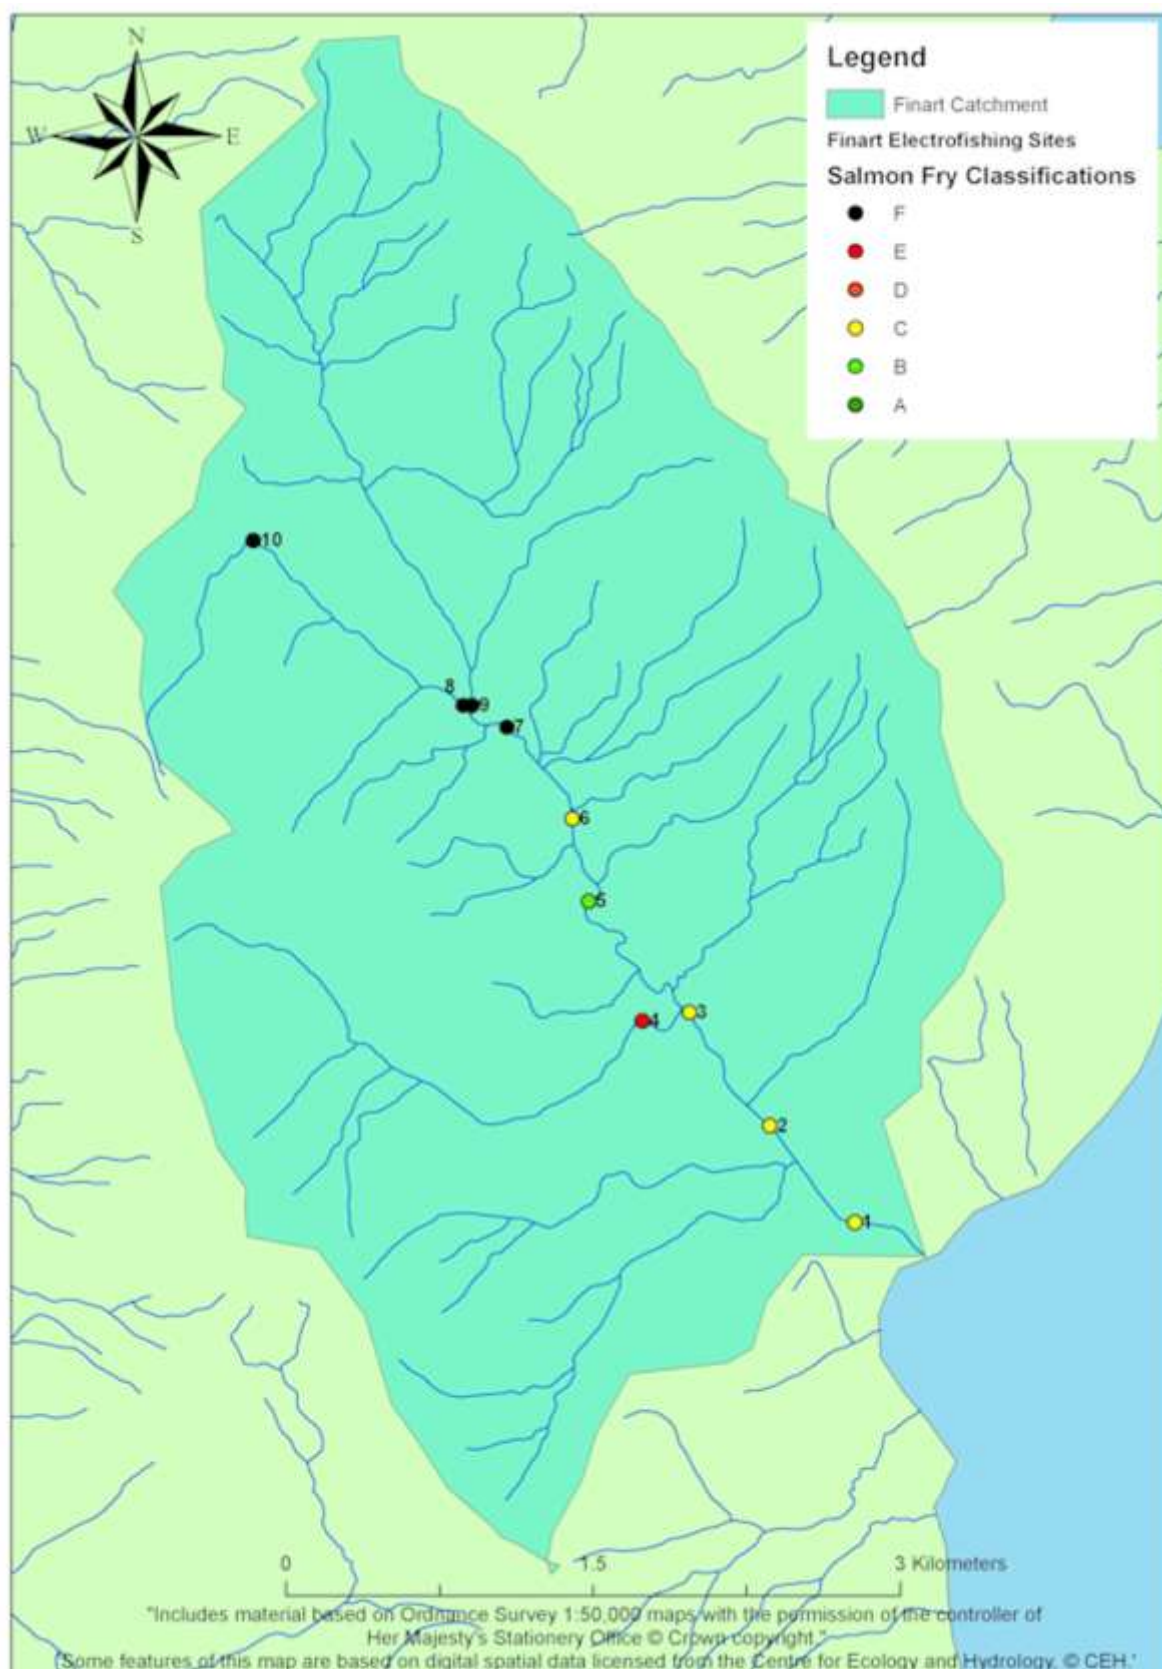 N
W E
S
Legend
Finart Catchment
Finart Electrofishing Sites
Salmon Fry Classifications
F
E
D
C
B
A
10
8
9
7
6
5
4
3
2
1
0 1.5 3 Kilometers
"Includes material based on Ordnance Survey 1:50,000 maps with the permission of the controller of
Her Majesty's Stationery Office © Crown copyright."
'Some features of this map are based on digital spatial data licensed from the Centre for Ecology and Hydrology, © CEH.'